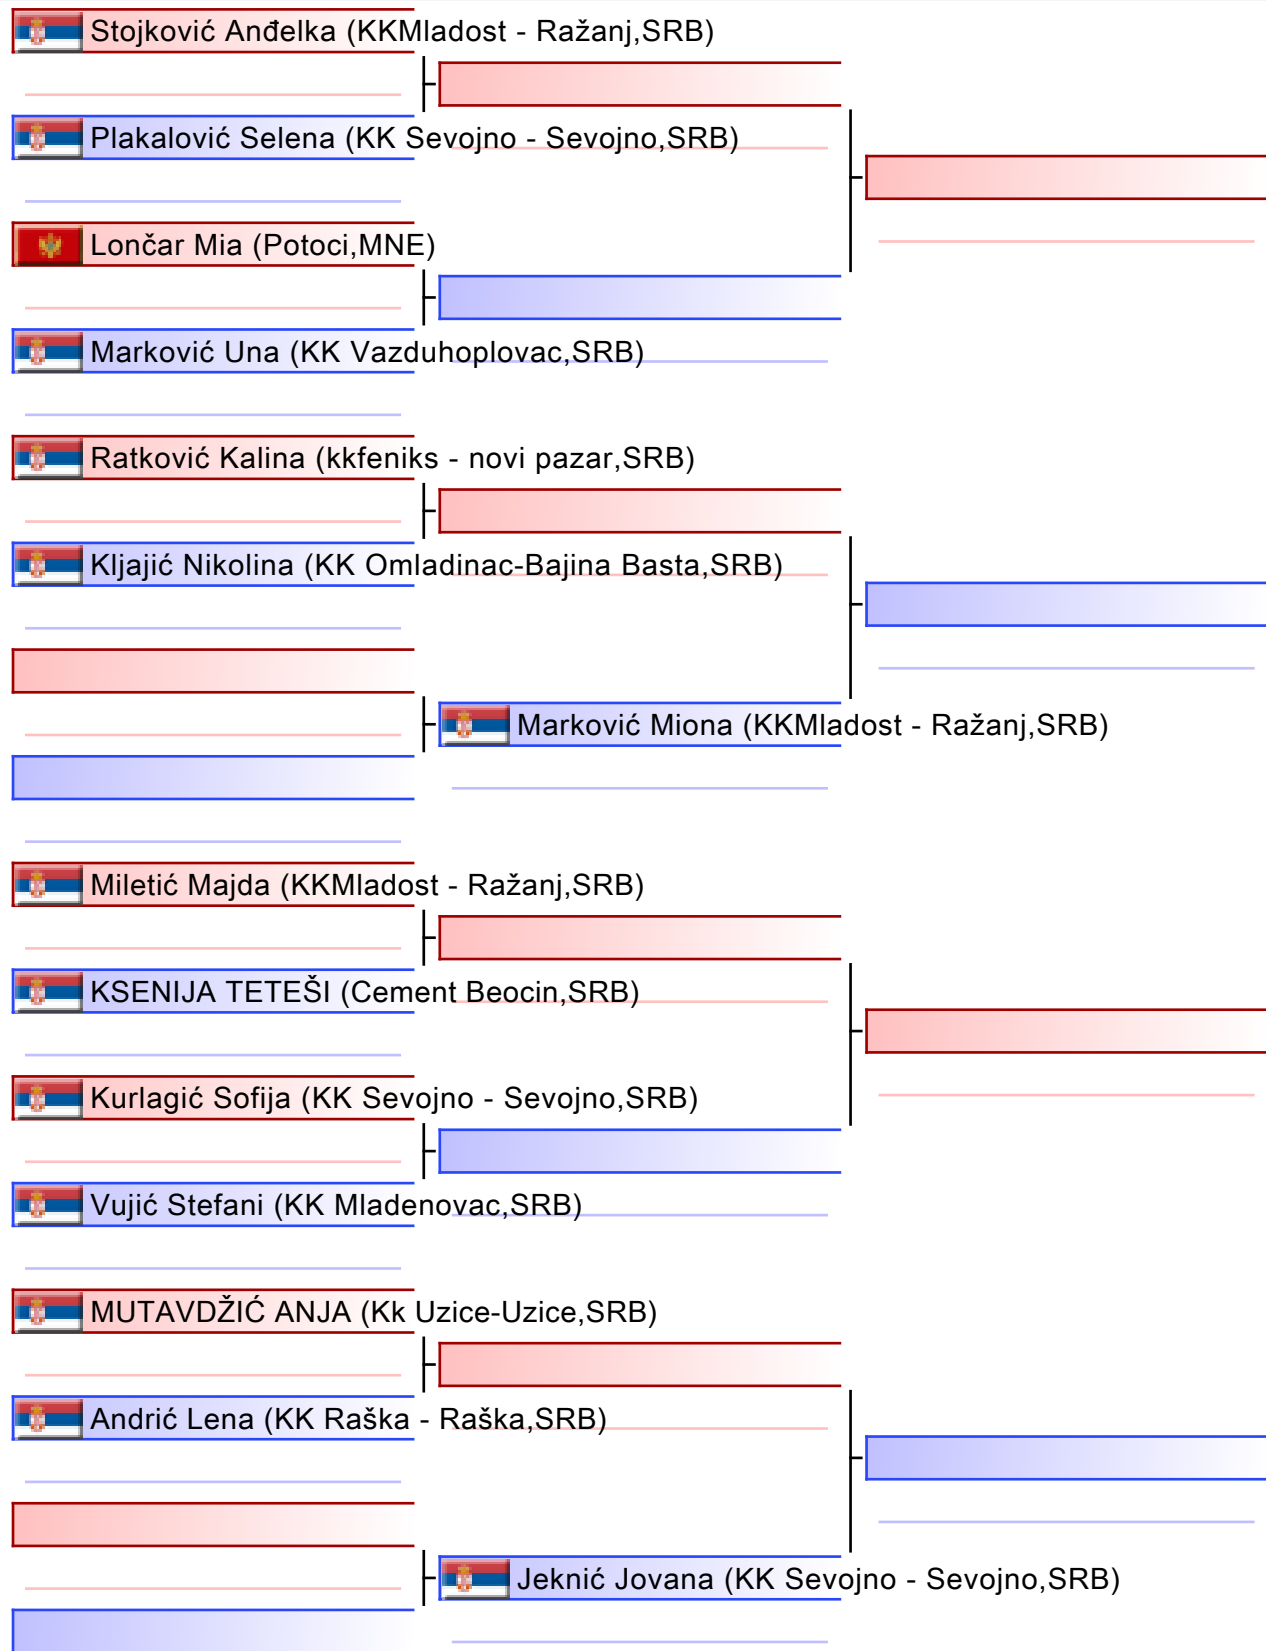 Stojković Anđelka (KKMladost - Ražanj,SRB)
Plakalović Selena (KK Sevojno - Sevojno,SRB)
Lončar Mia (Potoci,MNE)
Marković Una (KK Vazduhoplovac,SRB)
Ratković Kalina (kkfeniks - novi pazar,SRB)
Kljajić Nikolina (KK Omladinac-Bajina Basta,SRB)
Marković Miona (KKMladost - Ražanj,SRB)
Miletić Majda (KKMladost - Ražanj,SRB)
KSENIJA TETEŠI (Cement Beocin,SRB)
Kurlagić Sofija (KK Sevojno - Sevojno,SRB)
Vujić Stefani (KK Mladenovac,SRB)
MUTAVDŽIĆ ANJA (Kk Uzice-Uzice,SRB)
Andrić Lena (KK Raška - Raška,SRB)
Jeknić Jovana (KK Sevojno - Sevojno,SRB)